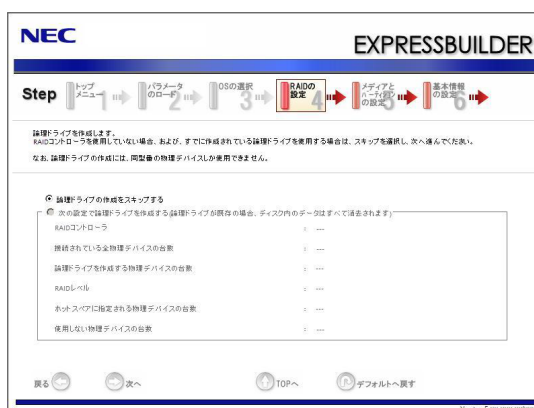 NEC
EXPRESSBUILDER
Step
トップ
メニュー 1
パラメータ
のロード 2
OSの選択
3
RAIDの
設定 4
メディアと
パーティション
の設定 5
基本情報
の設定 6
論理ドライブを作成します。
RAIDコントローラを使用していない場合、および、すでに作成されている論理ドライブを使用する場合は、スキップを選択し、次へ進んでください。
なお、論理ドライブの作成には、同型番の物理デバイスしか使用できません。
論理ドライブの作成をスキップする
次の設定で論理ドライブを作成する(論理ドライブが既存の場合、ディスク内のデータはすべて消去されます)
RAIDコントローラ : ---
接続されている全物理デバイスの台数 : ---
論理ドライブを作成する物理デバイスの台数 : ---
RAIDレベル : ---
ホットスペアに指定される物理デバイスの台数 : ---
使用しない物理デバイスの台数 : ---
戻る
次へ
TOPへ
デフォルトへ戻す